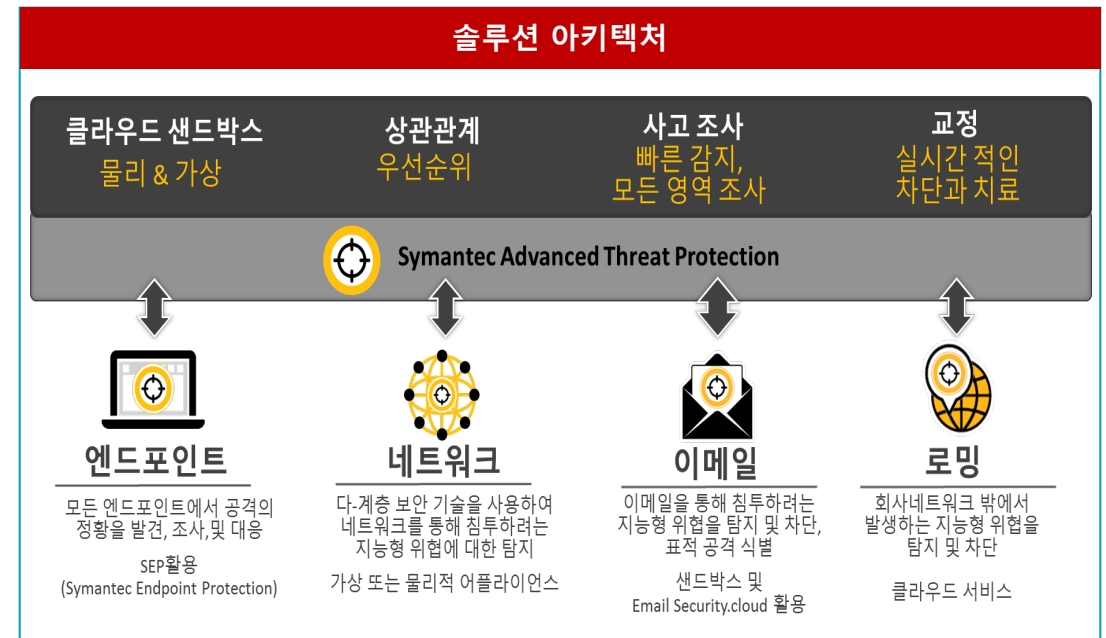 솔루션 아키텍처
클라우드 샌드박스
물리 & 가상
상관관계
우선순위
사고 조사
빠른 감지,
모든 영역 조사
교정
실시간 적인
차단과 치료
Symantec Advanced Threat Protection
엔드포인트
모든 엔드포인트에서 공격의
정황을 발견, 조사,및 대응
SEP활용
(Symantec Endpoint Protection)
네트워크
다-계층 보안 기술을 사용하여
네트워크를 통해 침투하려는
지능형 위협에 대한 탐지
가상 또는 물리적 어플라이언스
이메일
이메일을 통해 침투하려는
지능형 위협을 탐지 및 차단,
표적 공격 식별
샌드박스 및
Email Security.cloud 활용
로밍
회사네트워크 밖에서
발생하는 지능형 위협을
탐지 및 차단
클라우드 서비스